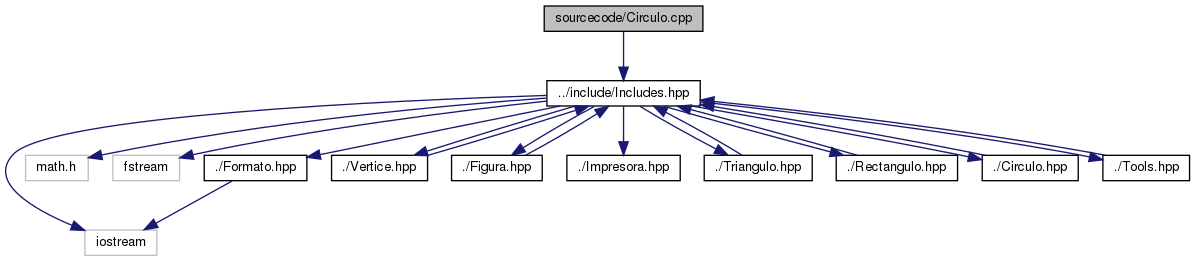 sourcecode/Circulo.cpp
../include/Includes.hpp
math.h
fstream
./Formato.hpp
./Vertice.hpp
./Figura.hpp
./Impresora.hpp
./Triangulo.hpp
./Rectangulo.hpp
./Circulo.hpp
./Tools.hpp
iostream